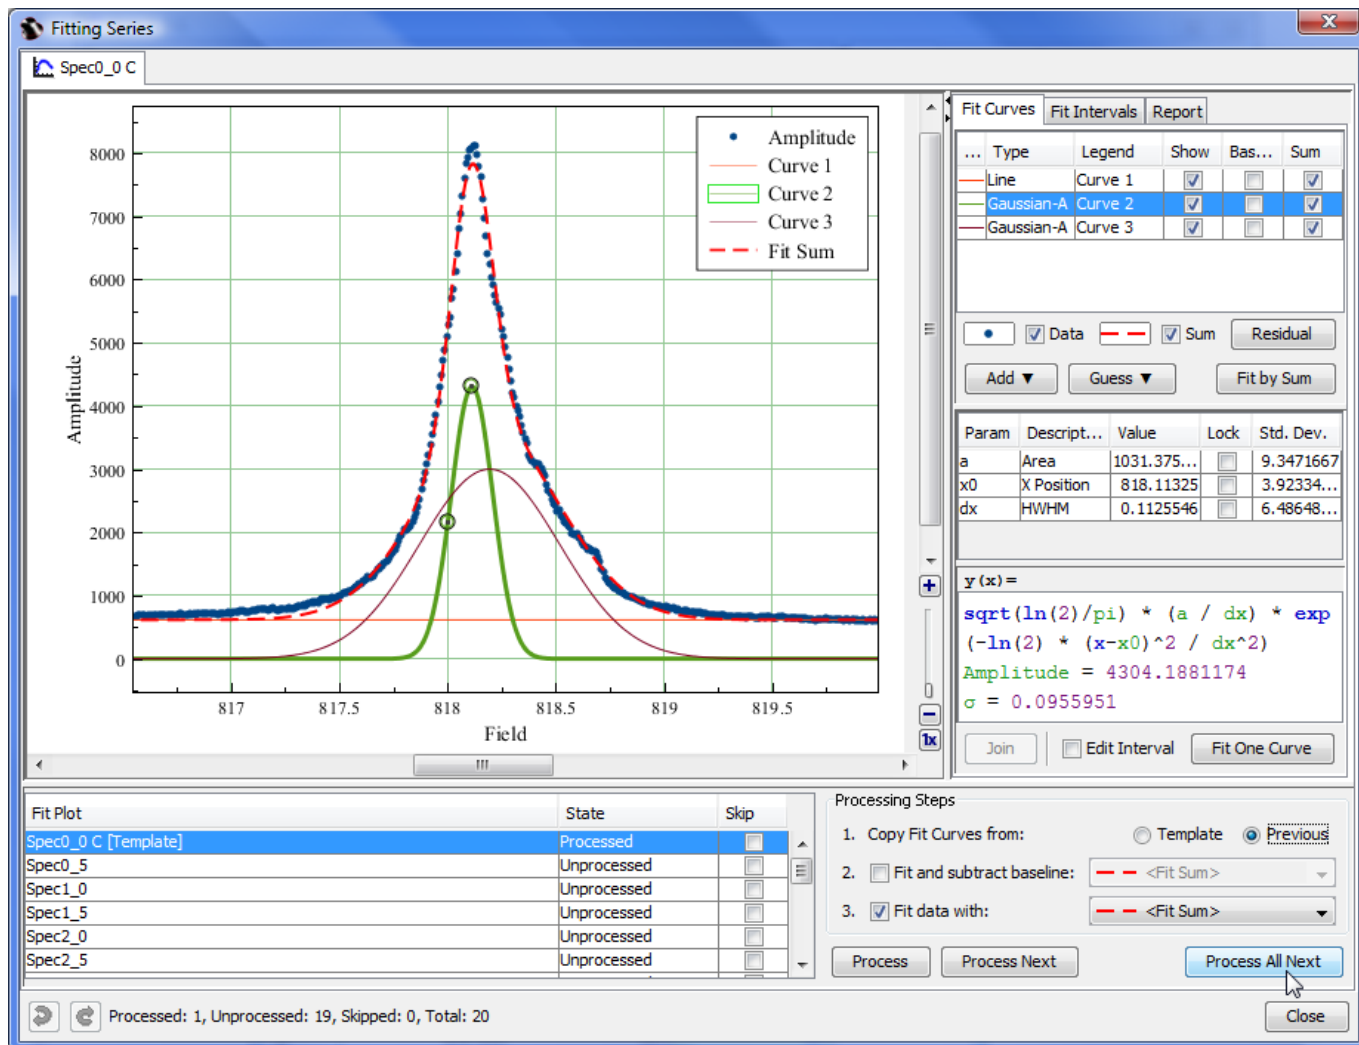 Fitting Series
Spec0_0 C
8000
7000
6000
5000
4000
3000
2000
1000
0
Amplitude
817
817.5
818
818.5
819
819.5
Field
Amplitude
Curve 1
Curve 2
Curve 3
Fit Sum
Fit Curves Fit Intervals Report
... Type Legend Show Bas... Sum
Line Curve 1
Gaussian-A Curve 2
Gaussian-A Curve 3
Data Sum Residual
Add ▼ Guess ▼ Fit by Sum
Param Descript... Value Lock Std. Dev.
a Area 1031.375... 9.3471667
x0 X Position 818.11325 3.92334...
dx HWHM 0.1125546 6.48648...
y(x)=
sqrt(ln(2)/pi) * (a / dx) * exp
(-ln(2) * (x-x0)^2 / dx^2)
Amplitude = 4304.1881174
σ = 0.0955951
Join Edit Interval Fit One Curve
1x
Fit Plot State Skip
Spec0_0 C [Template] Processed
Spec0_5 Unprocessed
Spec1_0 Unprocessed
Spec1_5 Unprocessed
Spec2_0 Unprocessed
Spec2_5 Unprocessed
Processing Steps
1. Copy Fit Curves from: Template Previous
2. Fit and subtract baseline: <Fit Sum>
3. Fit data with: <Fit Sum>
Process Process Next Process All Next
Processed: 1, Unprocessed: 19, Skipped: 0, Total: 20
Close